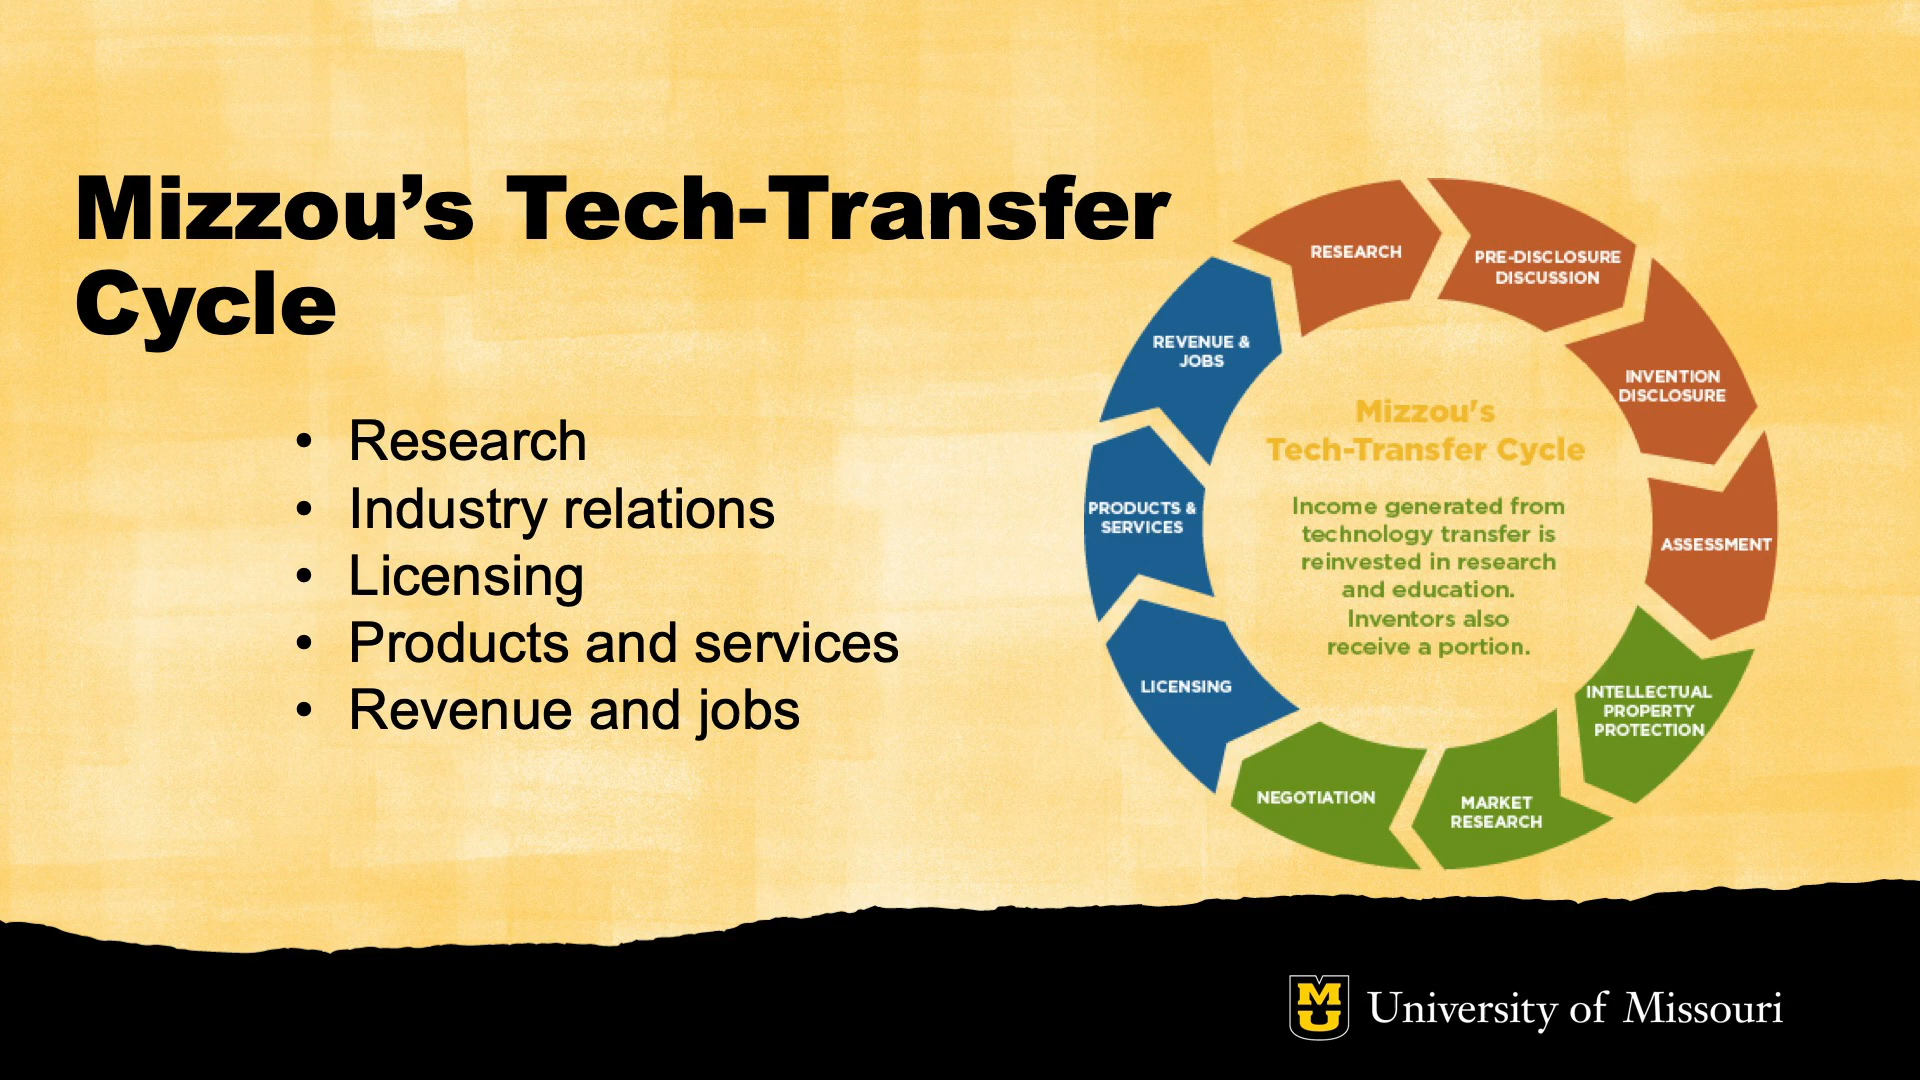 Mizzou’s Tech-Transfer
Cycle
• Research
• Industry relations
• Licensing
• Products and services
• Revenue and jobs
RESEARCH
PRE-DISCLOSURE
DISCUSSION
INVENTION
DISCLOSURE
ASSESSMENT
INTELLECTUAL
PROPERTY
PROTECTION
MARKET
RESEARCH
NEGOTIATION
LICENSING
PRODUCTS &
SERVICES
REVENUE &
JOBS
Mizzou's
Tech-Transfer Cycle
Income generated from
technology transfer is
reinvested in research
and education.
Inventors also
receive a portion.
MU
University of Missouri